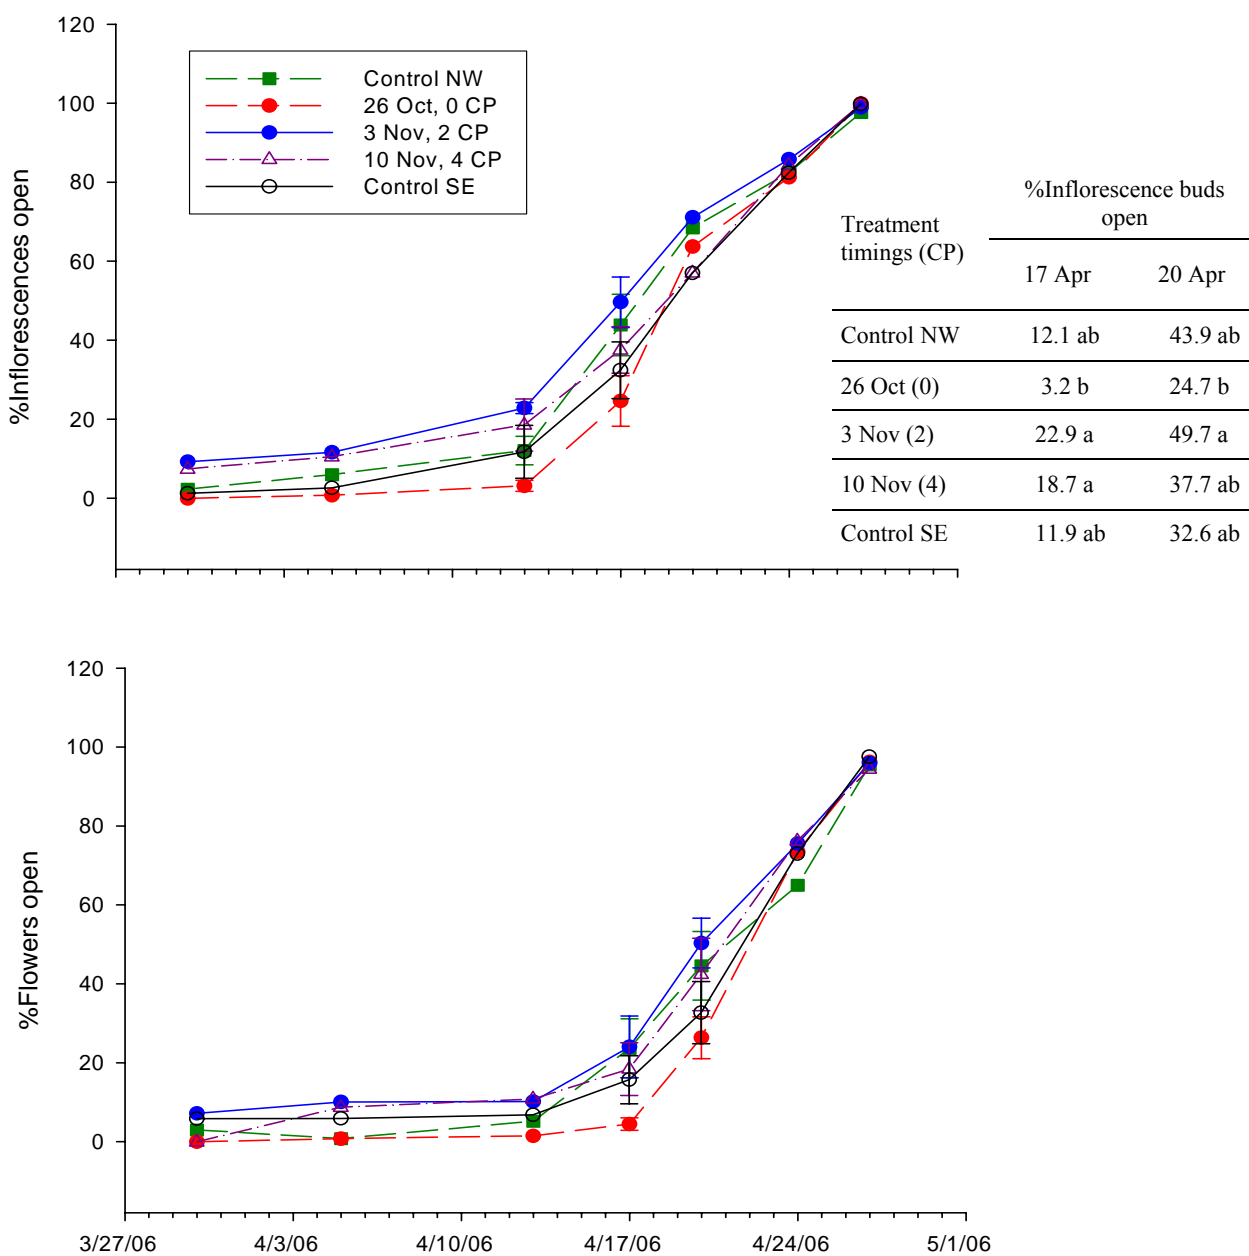 120
100
80
60
40
20
0
%Inflorescences open
Control NW
26 Oct, 0 CP
3 Nov, 2 CP
10 Nov, 4 CP
Control SE
Treatment
timings (CP)
%Inflorescence buds
open
17 Apr 20 Apr
Control NW 12.1 ab 43.9 ab
26 Oct (0) 3.2 b 24.7 b
3 Nov (2) 22.9 a 49.7 a
10 Nov (4) 18.7 a 37.7 ab
Control SE 11.9 ab 32.6 ab
120
100
80
60
40
20
0
%Flowers open
3/27/06 4/3/06 4/10/06 4/17/06 4/24/06 5/1/06